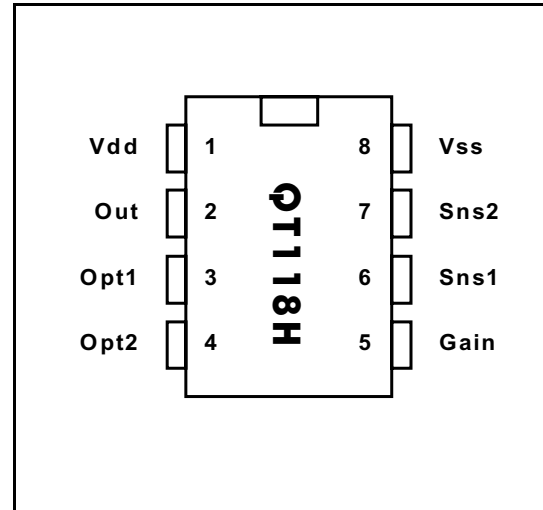 Vdd 1 8 Vss
Out 2 7 Sns2
Opt1 3 6 Sns1
Opt2 4 5 Gain
QT118H